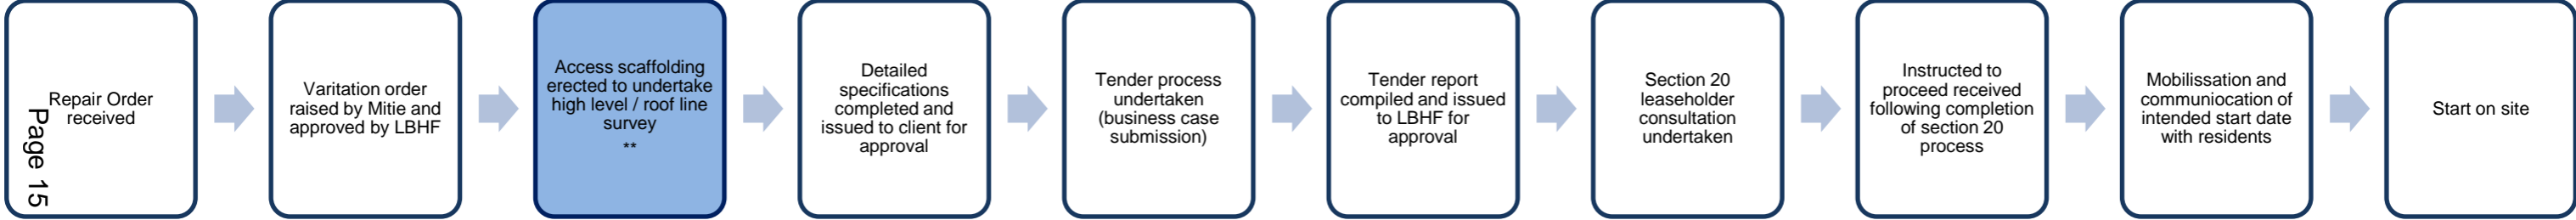 Repair Order
received
Page 15
Varitation order
raised by Mitie and
approved by LBHF
Access scaffolding
erected to undertake
high level / roof line
survey
**
Detailed
specifications
completed and
issued to client for
approval
Tender process
undertaken
(business case
submission)
Tender report
compiled and issued
to LBHF for
approval
Section 20
leaseholder
consultation
undertaken
Instructed to
proceed received
following completion
of section 20
process
Mobilissation and
communiocation of
intended start date
with residents
Start on site